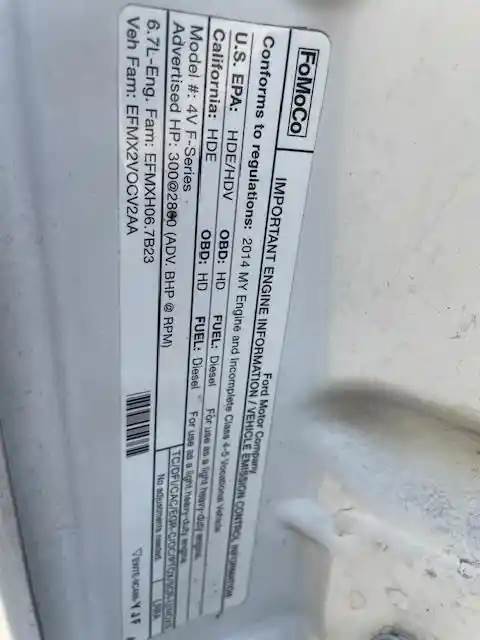 FoMoCo
IMPORTANT ENGINE INFORMATION / VEHICLE EMISSION CONTROL INFORMATION
Ford Motor Company
Conforms to regulations: 2014 MY Engine and Incomplete Class 4-5 Vocational Vehicle
U.S. EPA: HDE/HDV OBD: HD FUEL: Diesel For use as a light heavy-duty engine
California: HDE OBD: HD FUEL: Diesel For use as a light heavy-duty engine
Model #: 4V F-Series
Advertised HP: 300@2800 (ADV. BHP @ RPM)
No adjustments needed.
6.7L-Eng. Fam: EFMXH06.7B23
Veh Fam: EFMX2VOCV2AA
YJF